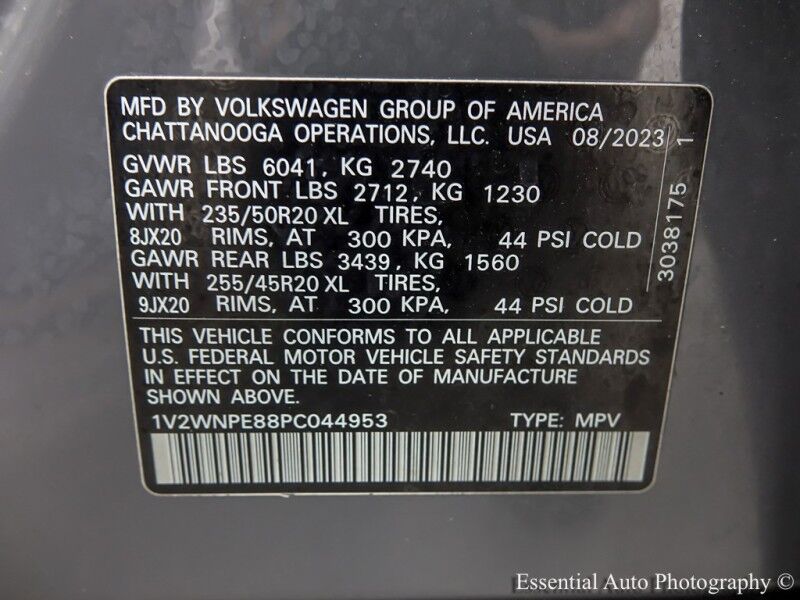 MFD BY VOLKSWAGEN GROUP OF AMERICA
CHATTANOOGA OPERATIONS, LLC. USA 08/2023
GVWR LBS 6041, KG 2740
GAWR FRONT LBS 2712, KG 1230
WITH 235/50R20 XL TIRES,
8JX20 RIMS, AT 300 KPA, 44 PSI COLD
GAWR REAR LBS 3439, KG 1560
WITH 255/45R20 XL TIRES,
9JX20 RIMS, AT 300 KPA, 44 PSI COLD
THIS VEHICLE CONFORMS TO ALL APPLICABLE
U.S. FEDERAL MOTOR VEHICLE SAFETY STANDARDS
IN EFFECT ON THE DATE OF MANUFACTURE
SHOWN ABOVE.
1V2WNPE88PC044953 TYPE: MPV
3038175 1
Essential Auto Photography ©